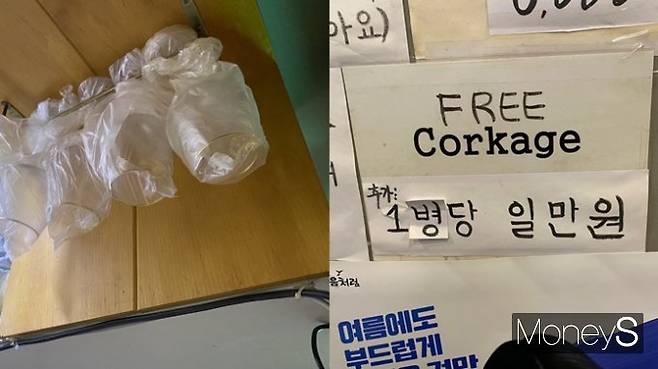 아요)
FREE
Corkage
추가:
1병당 일만원
처음처럼
여름에도
부드럽게
MoneyS